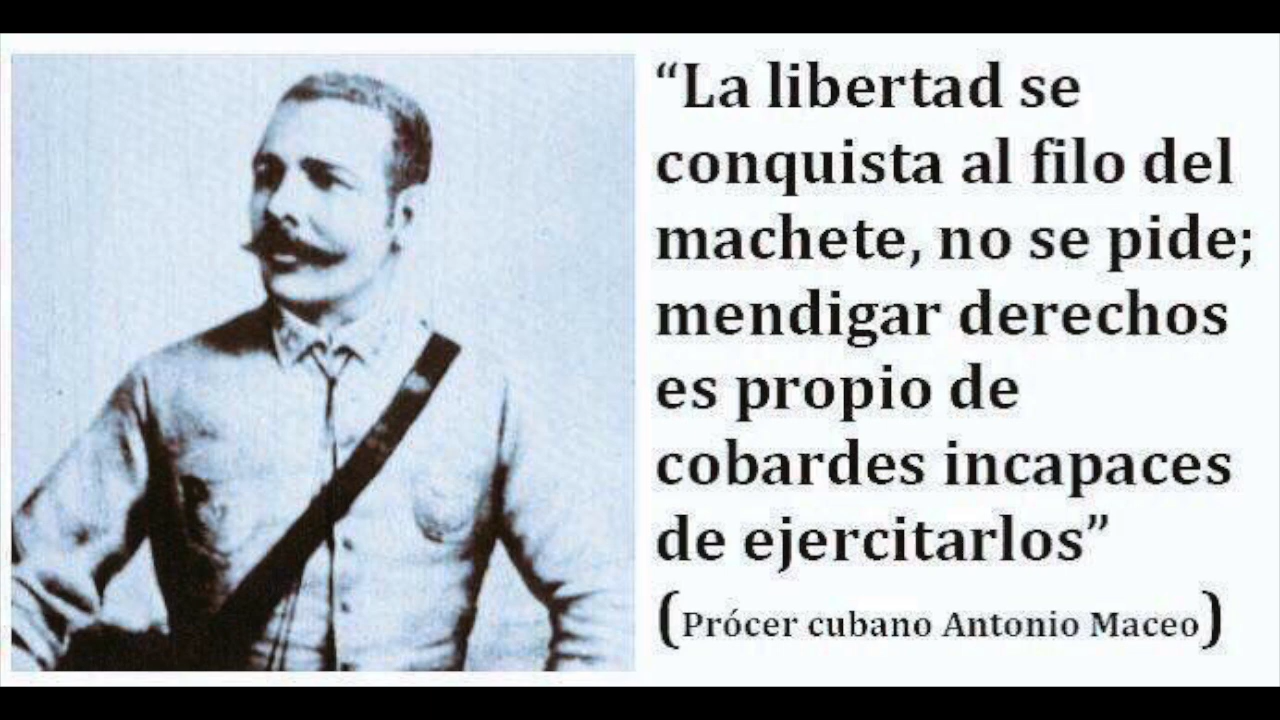 “La libertad se
conquista al filo del
machete, no se pide;
mendigar derechos
es propio de
cobardes incapaces
de ejercitarlos”
(Prócer cubano Antonio Maceo)